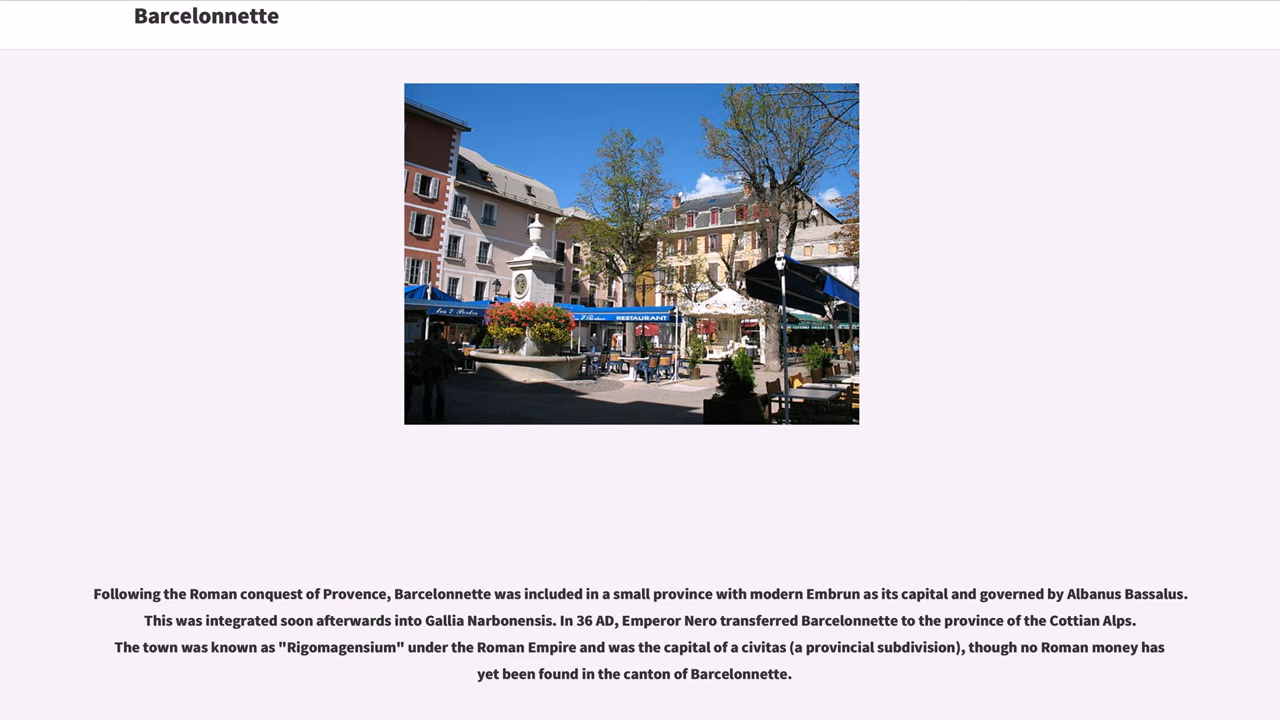 Barcelonnette
les 7 Portes
RESTAURANT
Following the Roman conquest of Provence, Barcelonnette was included in a small province with modern Embrun as its capital and governed by Albanus Bassalus.
This was integrated soon afterwards into Gallia Narbonensis. In 36 AD, Emperor Nero transferred Barcelonnette to the province of the Cottian Alps.
The town was known as "Rigomagensium" under the Roman Empire and was the capital of a civitas (a provincial subdivision), though no Roman money has
yet been found in the canton of Barcelonnette.